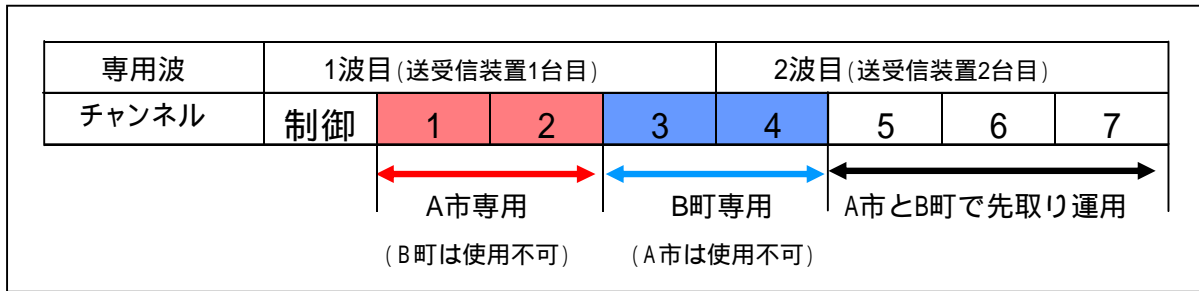 専用波 1波目(送受信装置1台目) 2波目(送受信装置2台目)
チャンネル 制御 1 2 3 4 5 6 7
A市専用 B町専用 A市とB町で先取り運用
(B町は使用不可) (A市は使用不可)